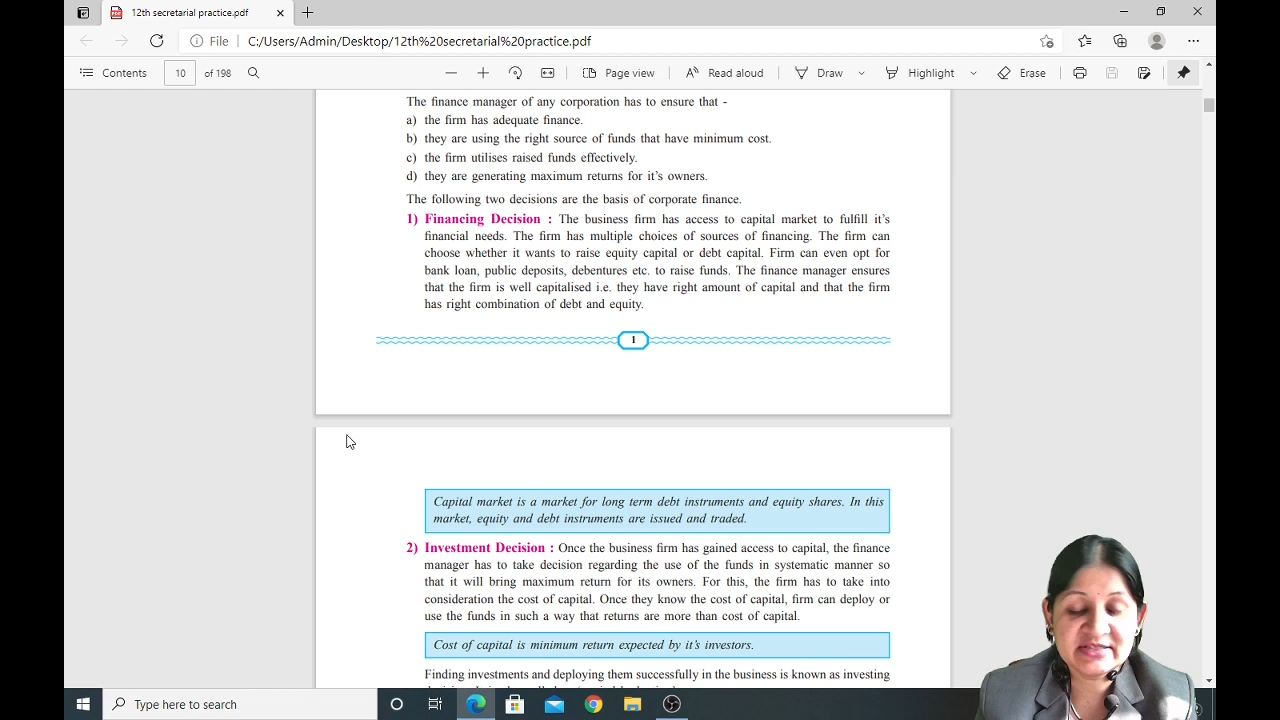 12th secretarial practice.pdf
File C:/Users/Admin/Desktop/12th%20secretarial%20practice.pdf
Contents 10 of 198 Page view Read aloud Draw Highlight Erase
The finance manager of any corporation has to ensure that -
a) the firm has adequate finance.
b) they are using the right source of funds that have minimum cost.
c) the firm utilises raised funds effectively.
d) they are generating maximum returns for it's owners.
The following two decisions are the basis of corporate finance.
1) Financing Decision : The business firm has access to capital market to fulfill it's
financial needs. The firm has multiple choices of sources of financing. The firm can
choose whether it wants to raise equity capital or debt capital. Firm can even opt for
bank loan, public deposits, debentures etc. to raise funds. The finance manager ensures
that the firm is well capitalised i.e. they have right amount of capital and that the firm
has right combination of debt and equity.
1
Capital market is a market for long term debt instruments and equity shares. In this
market, equity and debt instruments are issued and traded.
2) Investment Decision : Once the business firm has gained access to capital, the finance
manager has to take decision regarding the use of the funds in systematic manner so
that it will bring maximum return for its owners. For this, the firm has to take into
consideration the cost of capital. Once they know the cost of capital, firm can deploy or
use the funds in such a way that returns are more than cost of capital.
Cost of capital is minimum return expected by it's investors.
Finding investments and deploying them successfully in the business is known as investing
Type here to search